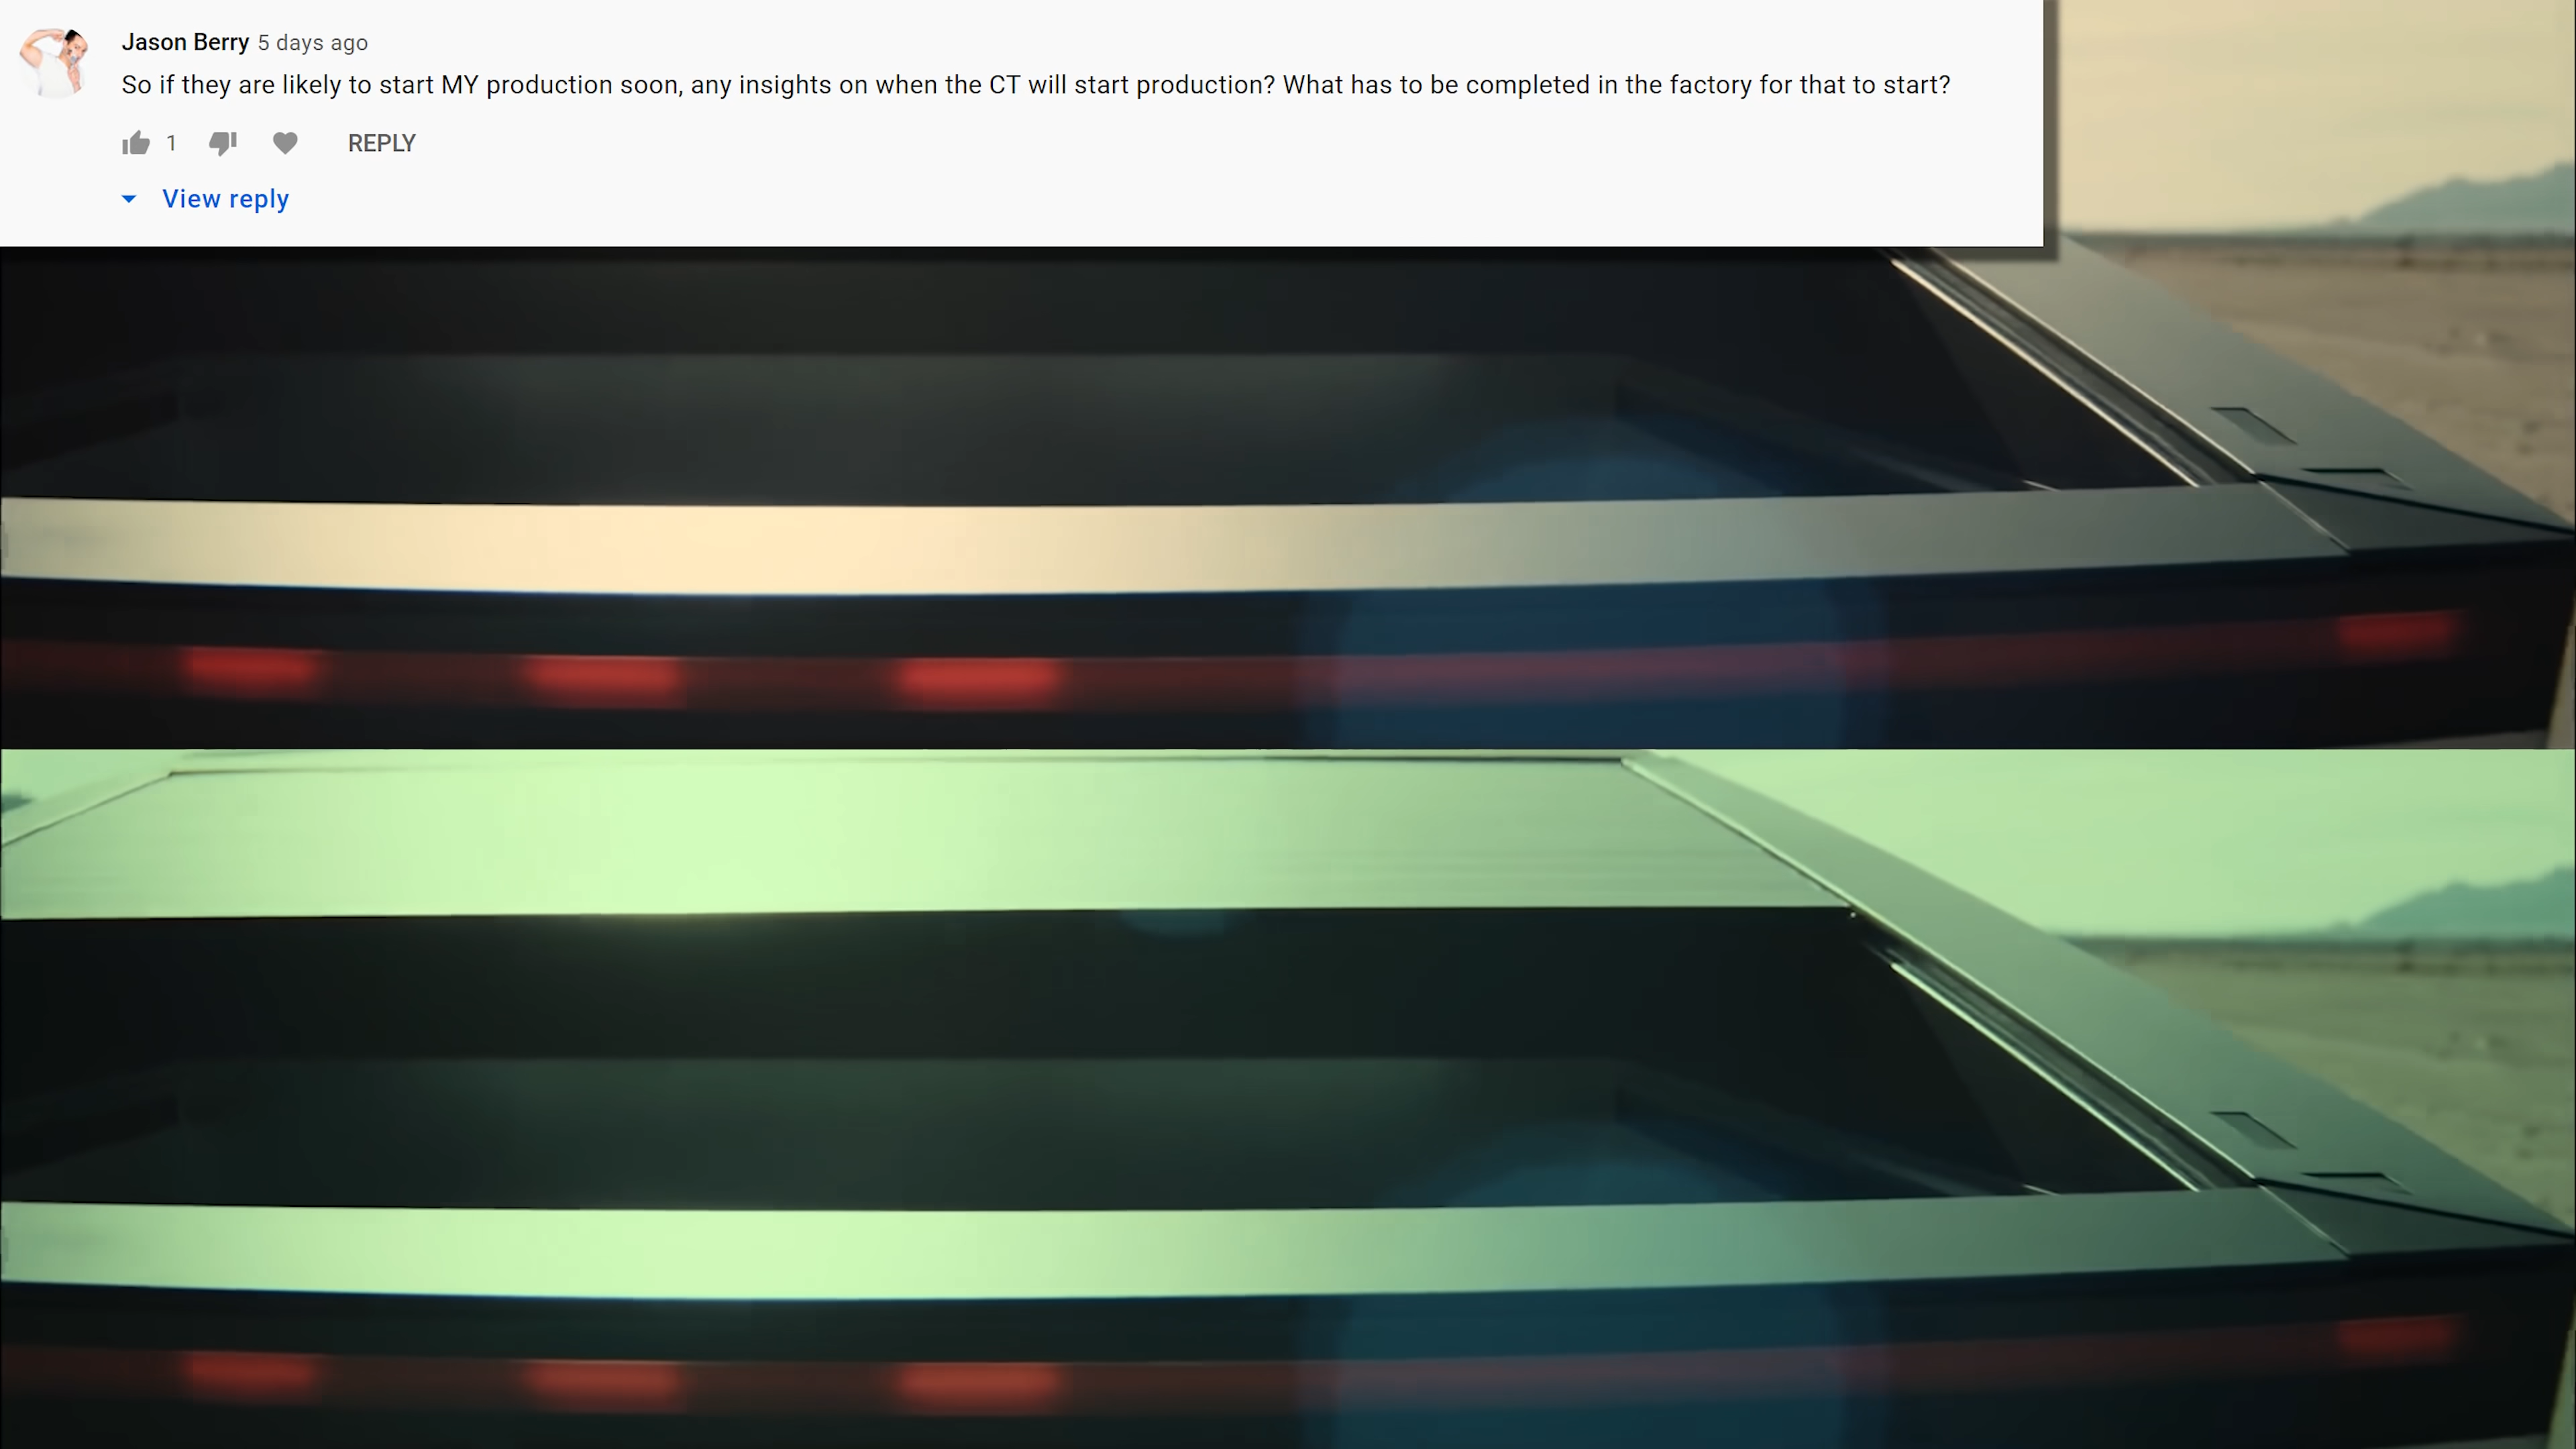 Jason Berry 5 days ago
So if they are likely to start MY production soon, any insights on when the CT will start production? What has to be completed in the factory for that to start?
1 REPLY
View reply